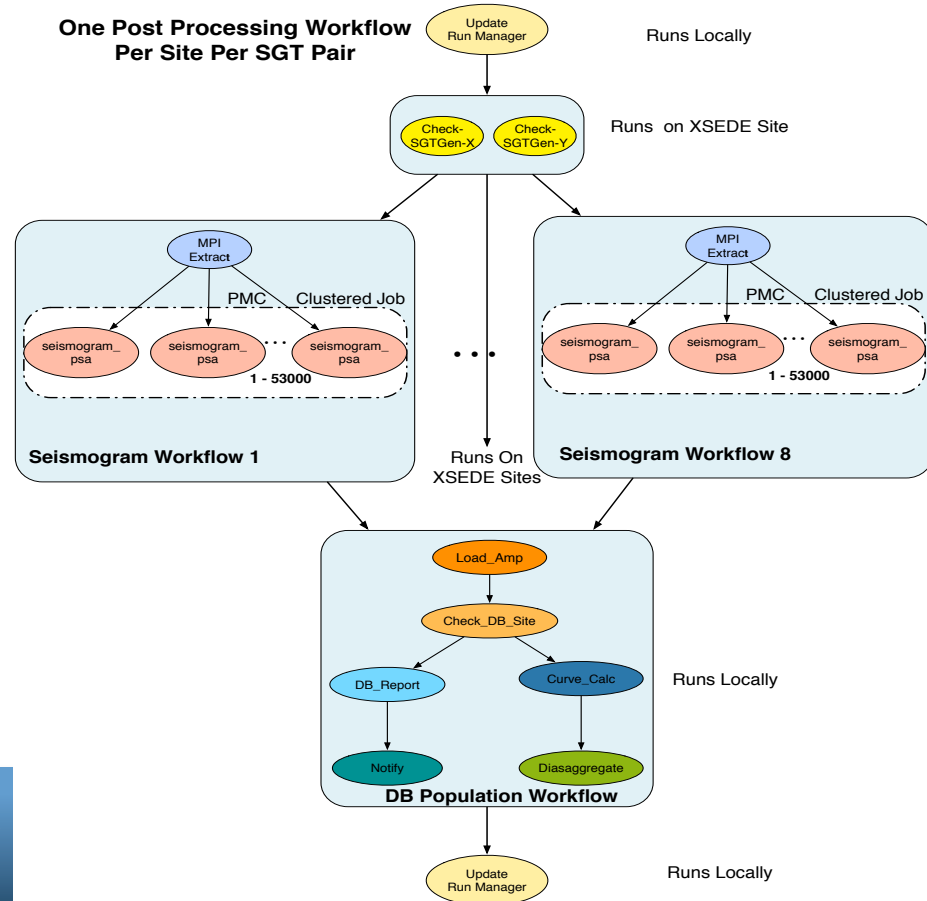 One Post Processing Workflow
Per Site Per SGT Pair
Update
Run Manager
Runs Locally
Check-
SGTGen-X
Check-
SGTGen-Y
Runs on XSEDE Site
MPI
Extract
PMC Clustered Job
seismogram_
psa
seismogram_
psa
...
seismogram_
psa
1 - 53000
Seismogram Workflow 1
...
Runs On
XSEDE Sites
MPI
Extract
PMC Clustered Job
seismogram_
psa
seismogram_
psa
...
seismogram_
psa
1 - 53000
Seismogram Workflow 8
Load_Amp
Check_DB_Site
DB_Report
Curve_Calc
Runs Locally
Notify
Diasaggregate
DB Population Workflow
Update
Run Manager
Runs Locally